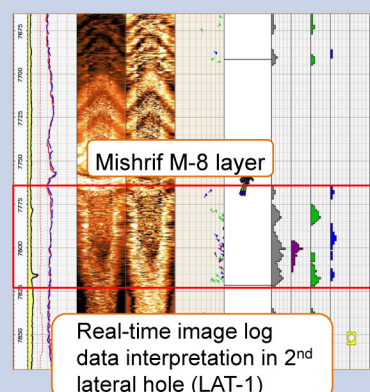 7675
7700
7725
7750
Mishrif M-8 layer
7775
7800
7825
7850
Real-time image log
data interpretation in 2nd
lateral hole (LAT-1)